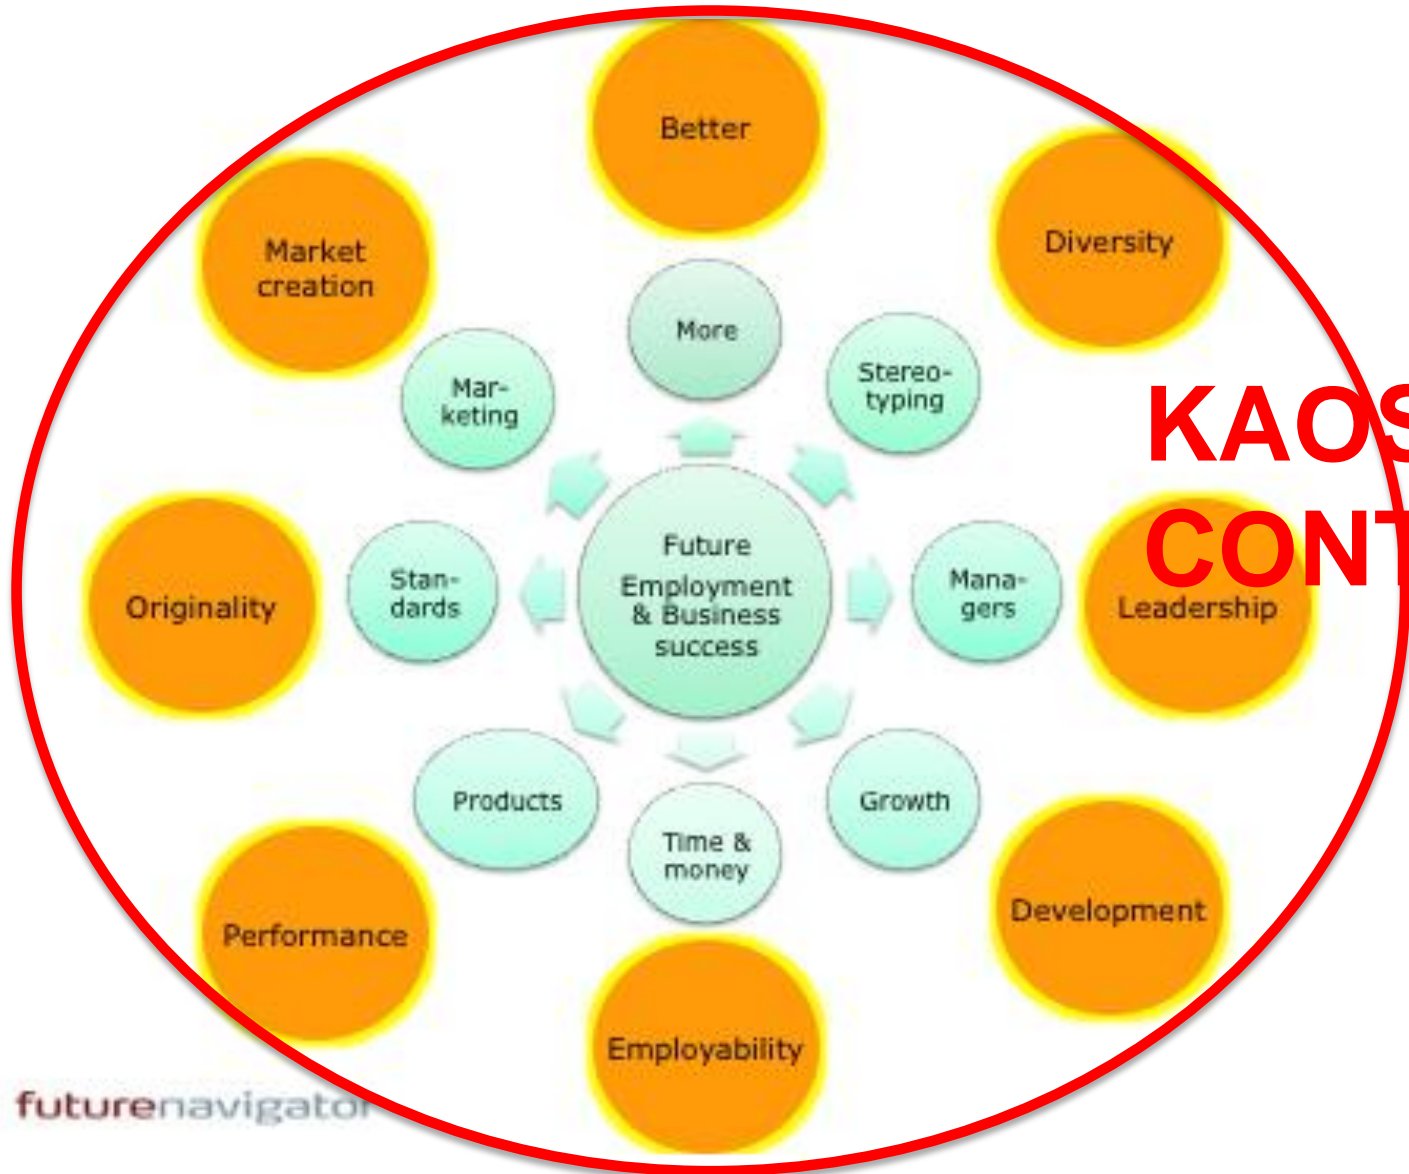 Better
Diversity
Market
creation
More
Stereo-
typing
Mar-
keting
KAOS
CONT
Future
Employment
& Business
success
Stan-
dards
Mana-
gers
Originality
Leadership
Products
Growth
Time &
money
Performance
Development
Employability
futurenavigator